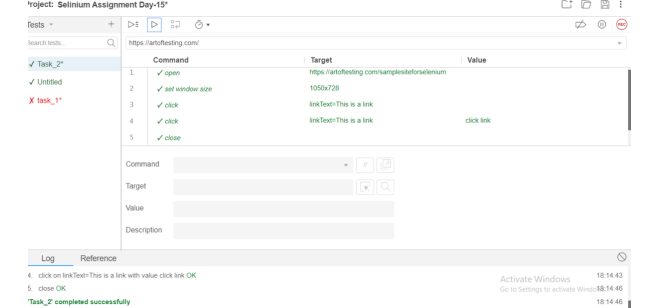 Project: Selinium Assignment Day-15*
Tests
Search tests...
https://artoftesting.com/
Command Target Value
✓ Task_2*
✓ Untitled
X task_1*
1 ✓ open https://artoftesting.com/samplesiteforselenium
2 ✓ set window size 1050x728
3 ✓ click linkText=This is a link
4 ✓ click linkText=This is a link click link
5 ✓ close
Command
Target
Value
Description
Log Reference
4. click on linkText=This is a link with value click link OK 18:14:43
5. close OK 18:14:46
'Task_2' completed successfully 18:14:46
Activate Windows
Go to Settings to activate Windows.
REC